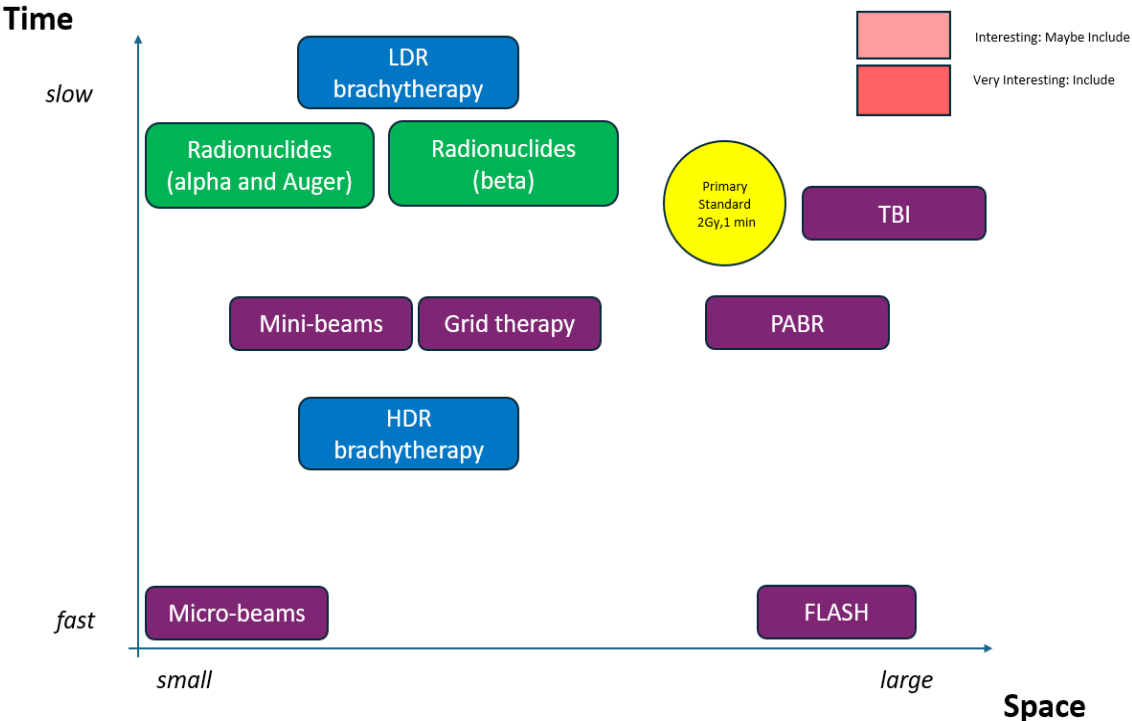 Time
Interesting: Maybe Include
Very Interesting: Include
slow
LDR
brachytherapy
Radionuclides
(alpha and Auger)
Radionuclides
(beta)
Primary
Standard
2Gy,1 min
TBI
Mini-beams
Grid therapy
PABR
HDR
brachytherapy
fast
Micro-beams
FLASH
small
large
Space